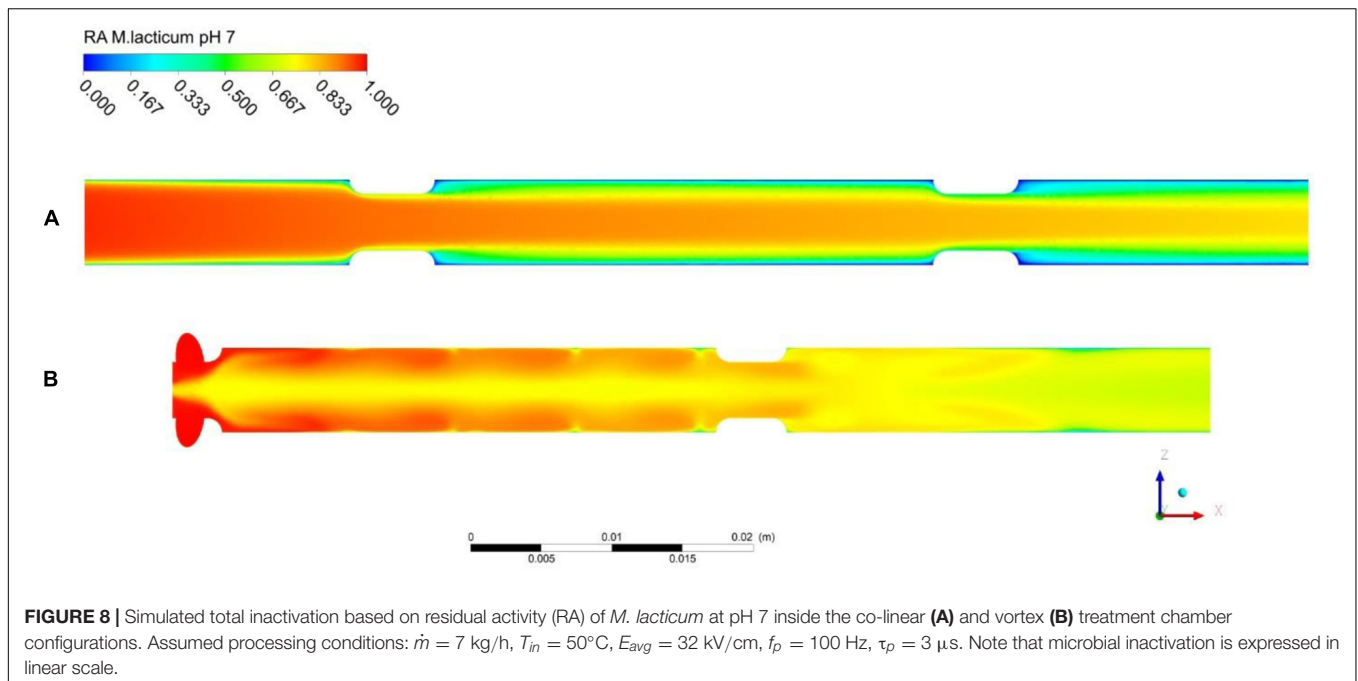 RA M.lacticum pH 7
0.000
0.167
0.333
0.500
0.667
0.833
1.000
A
B
Z
Y
X
0 0.01 0.02 (m)
0.005 0.015
FIGURE 8 | Simulated total inactivation based on residual activity (RA) of M. lacticum at pH 7 inside the co-linear (A) and vortex (B) treatment chamber
configurations. Assumed processing conditions: ṁ = 7 kg/h, Tin = 50°C, Eavg = 32 kV/cm, fp = 100 Hz, τp = 3 μs. Note that microbial inactivation is expressed in
linear scale.